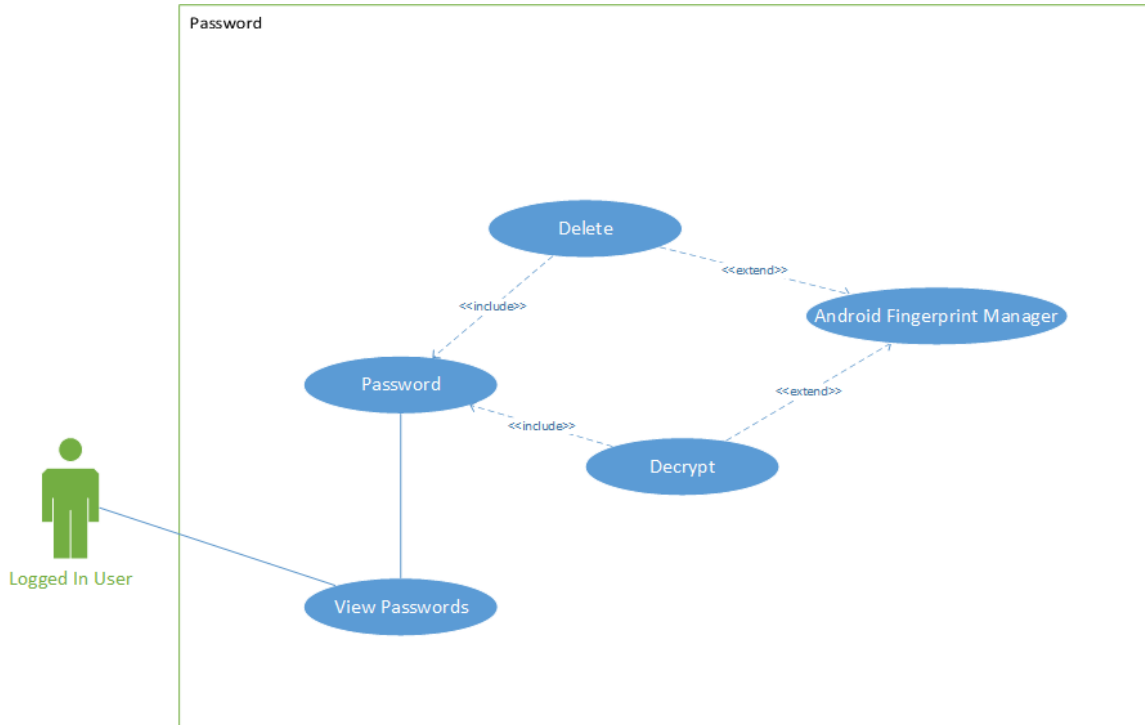 Password
Delete
<<extend>>
<<include>>
Android Fingerprint Manager
Password
<<extend>>
<<include>>
Decrypt
Logged In User
View Passwords